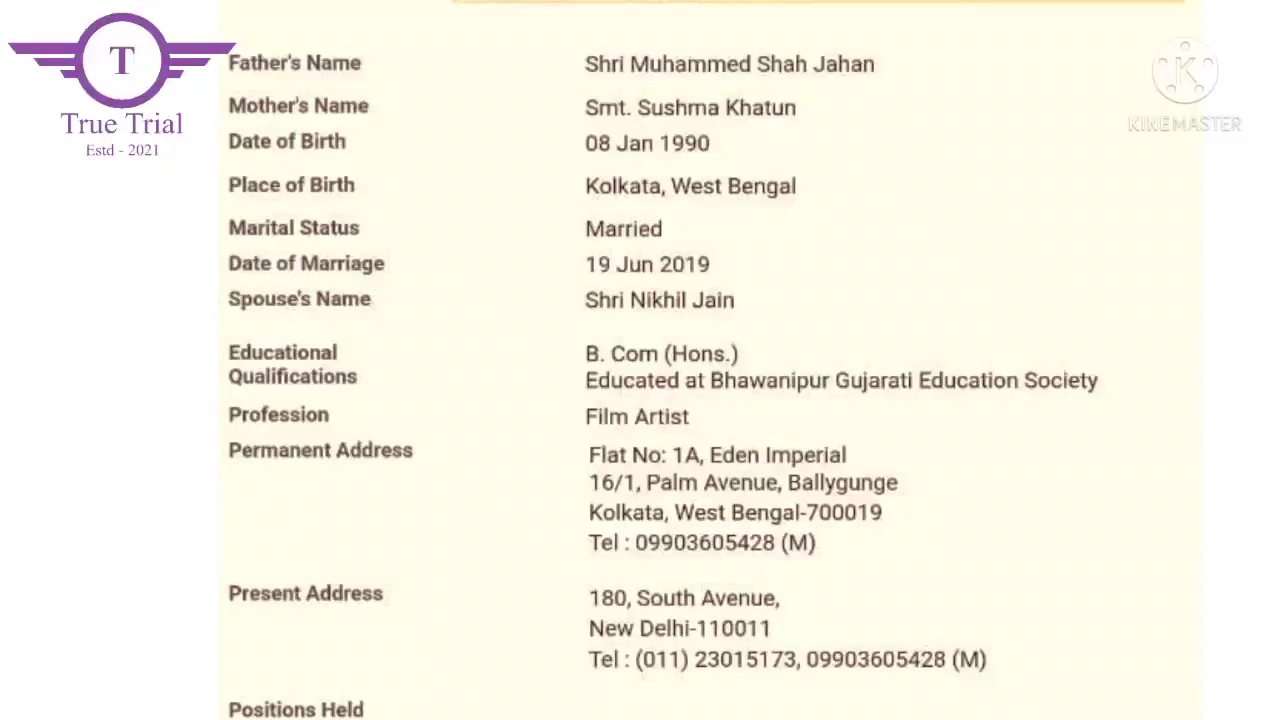 T
True Trial
Estd - 2021
K
KINEMASTER
Father's Name Shri Muhammed Shah Jahan
Mother's Name Smt. Sushma Khatun
Date of Birth 08 Jan 1990
Place of Birth Kolkata, West Bengal
Marital Status Married
Date of Marriage 19 Jun 2019
Spouse's Name Shri Nikhil Jain
Educational B. Com (Hons.)
Qualifications Educated at Bhawanipur Gujarati Education Society
Profession Film Artist
Permanent Address Flat No: 1A, Eden Imperial
16/1, Palm Avenue, Ballygunge
Kolkata, West Bengal-700019
Tel : 09903605428 (M)
Present Address 180, South Avenue,
New Delhi-110011
Tel : (011) 23015173, 09903605428 (M)
Positions Held